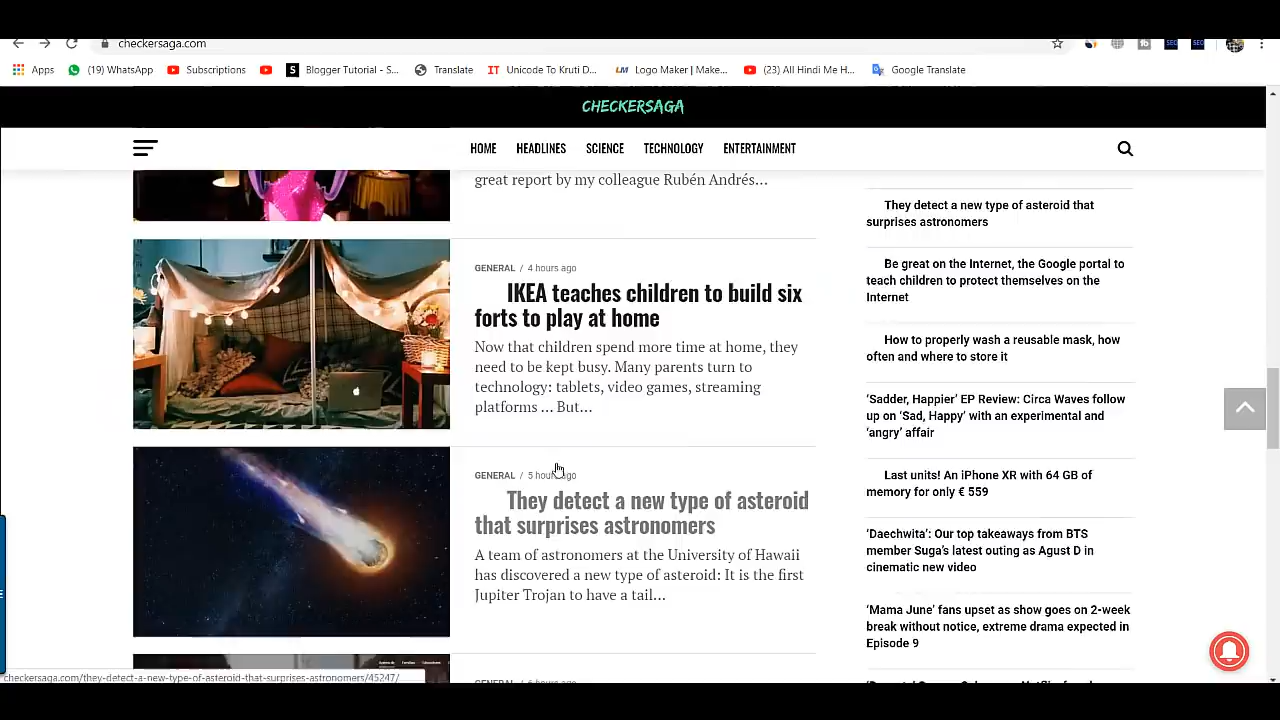 checkersaga.com
Apps
(19) WhatsApp
Subscriptions
Blogger Tutorial - S...
Translate
Unicode To Kruti D...
Logo Maker | Make...
(23) All Hindi Me H...
Google Translate
CHECKERSAGA
HOME
HEADLINES
SCIENCE
TECHNOLOGY
ENTERTAINMENT
great report by my colleague Rubén Andrés…
GENERAL / 4 hours ago
IKEA teaches children to build six
forts to play at home
Now that children spend more time at home, they
need to be kept busy. Many parents turn to
technology: tablets, video games, streaming
platforms ... But…
GENERAL / 5 hours ago
They detect a new type of asteroid
that surprises astronomers
A team of astronomers at the University of Hawaii
has discovered a new type of asteroid: It is the first
Jupiter Trojan to have a tail…
They detect a new type of asteroid that
surprises astronomers
Be great on the Internet, the Google portal to
teach children to protect themselves on the
Internet
How to properly wash a reusable mask, how
often and where to store it
‘Sadder, Happier’ EP Review: Circa Waves follow
up on ‘Sad, Happy’ with an experimental and
‘angry’ affair
Last units! An iPhone XR with 64 GB of
memory for only € 559
‘Daechwita’: Our top takeaways from BTS
member Suga’s latest outing as Agust D in
cinematic new video
‘Mama June’ fans upset as show goes on 2-week
break without notice, extreme drama expected in
Episode 9
checkersaga.com/they-detect-a-new-type-of-asteroid-that-surprises-astronomers/45247/